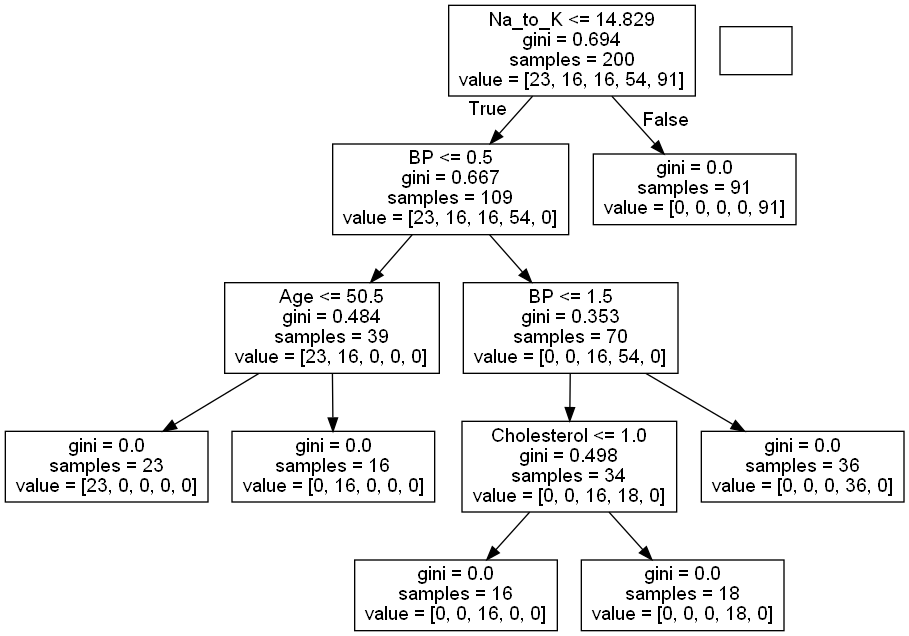 Na_to_K <= 14.829
gini = 0.694
samples = 200
value = [23, 16, 16, 54, 91]
True
False
BP <= 0.5
gini = 0.667
samples = 109
value = [23, 16, 16, 54, 0]
gini = 0.0
samples = 91
value = [0, 0, 0, 0, 91]
Age <= 50.5
gini = 0.484
samples = 39
value = [23, 16, 0, 0, 0]
BP <= 1.5
gini = 0.353
samples = 70
value = [0, 0, 16, 54, 0]
gini = 0.0
samples = 23
value = [23, 0, 0, 0, 0]
gini = 0.0
samples = 16
value = [0, 16, 0, 0, 0]
Cholesterol <= 1.0
gini = 0.498
samples = 34
value = [0, 0, 16, 18, 0]
gini = 0.0
samples = 36
value = [0, 0, 0, 36, 0]
gini = 0.0
samples = 16
value = [0, 0, 16, 0, 0]
gini = 0.0
samples = 18
value = [0, 0, 0, 18, 0]